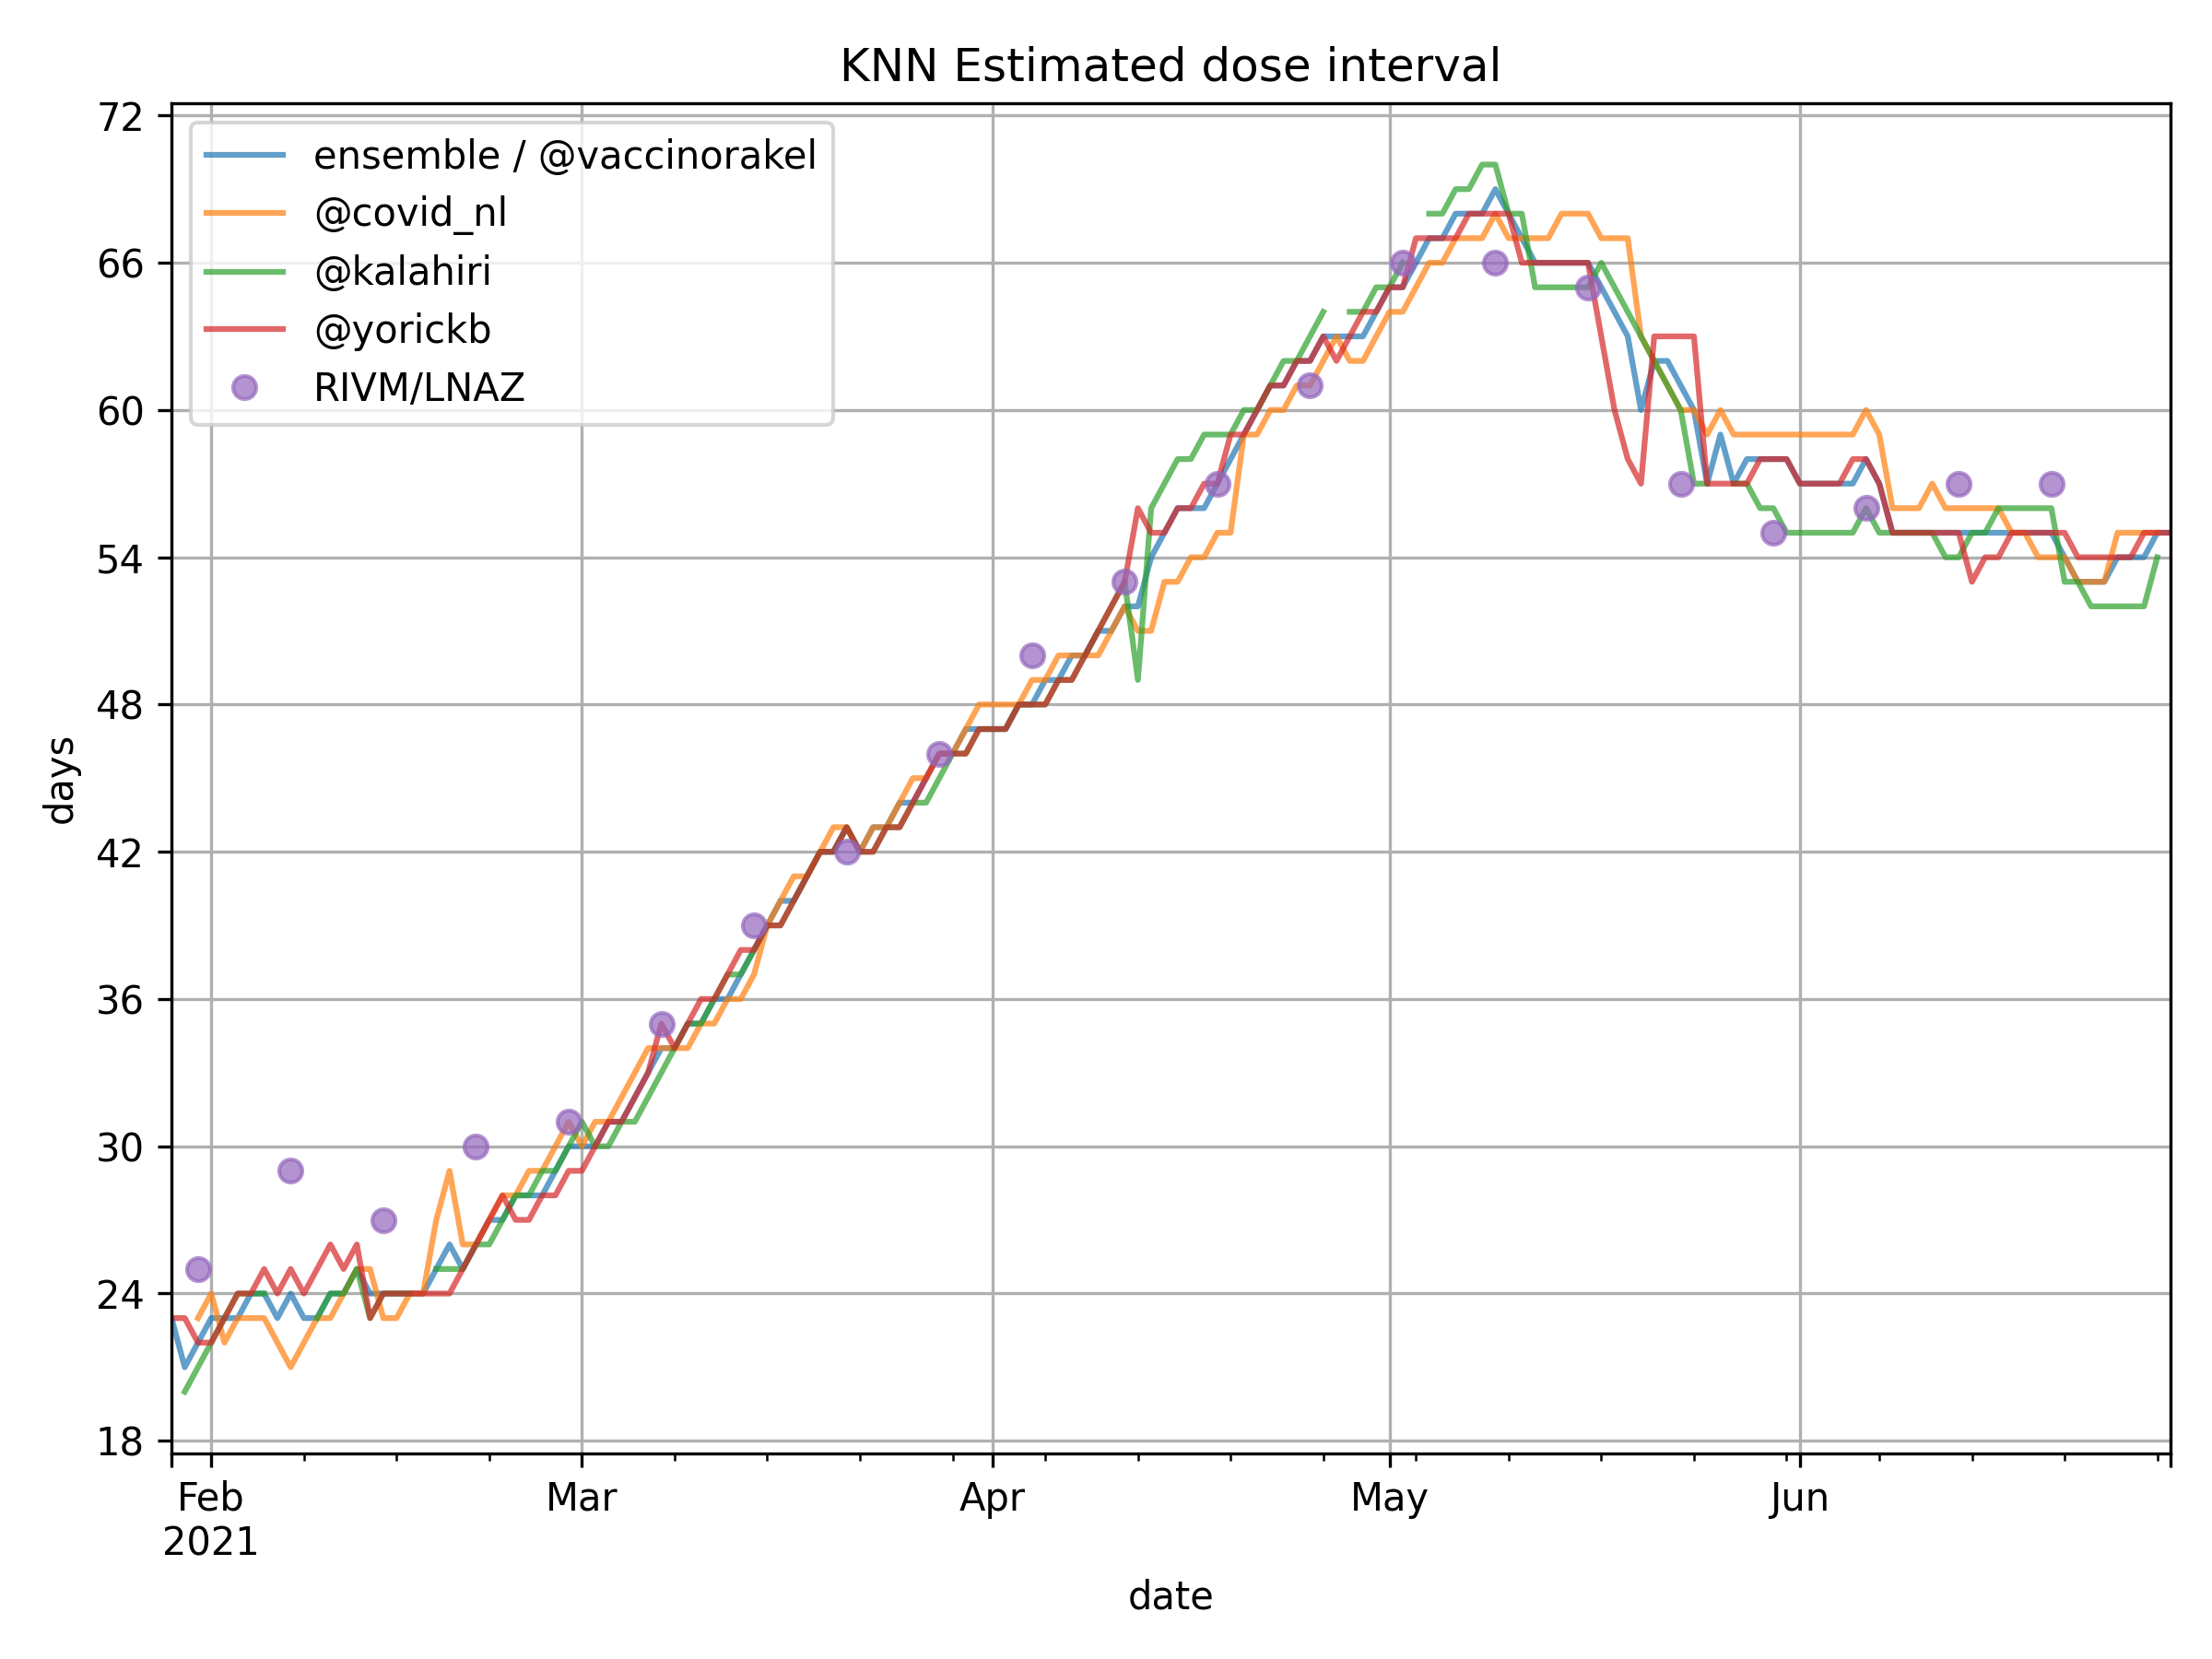 KNN Estimated dose interval
72
66
60
54
48
42
36
30
24
18
days
ensemble / @vaccinorakel
@covid_nl
@kalahiri
@yorickb
RIVM/LNAZ
Feb Mar Apr May Jun
2021
date